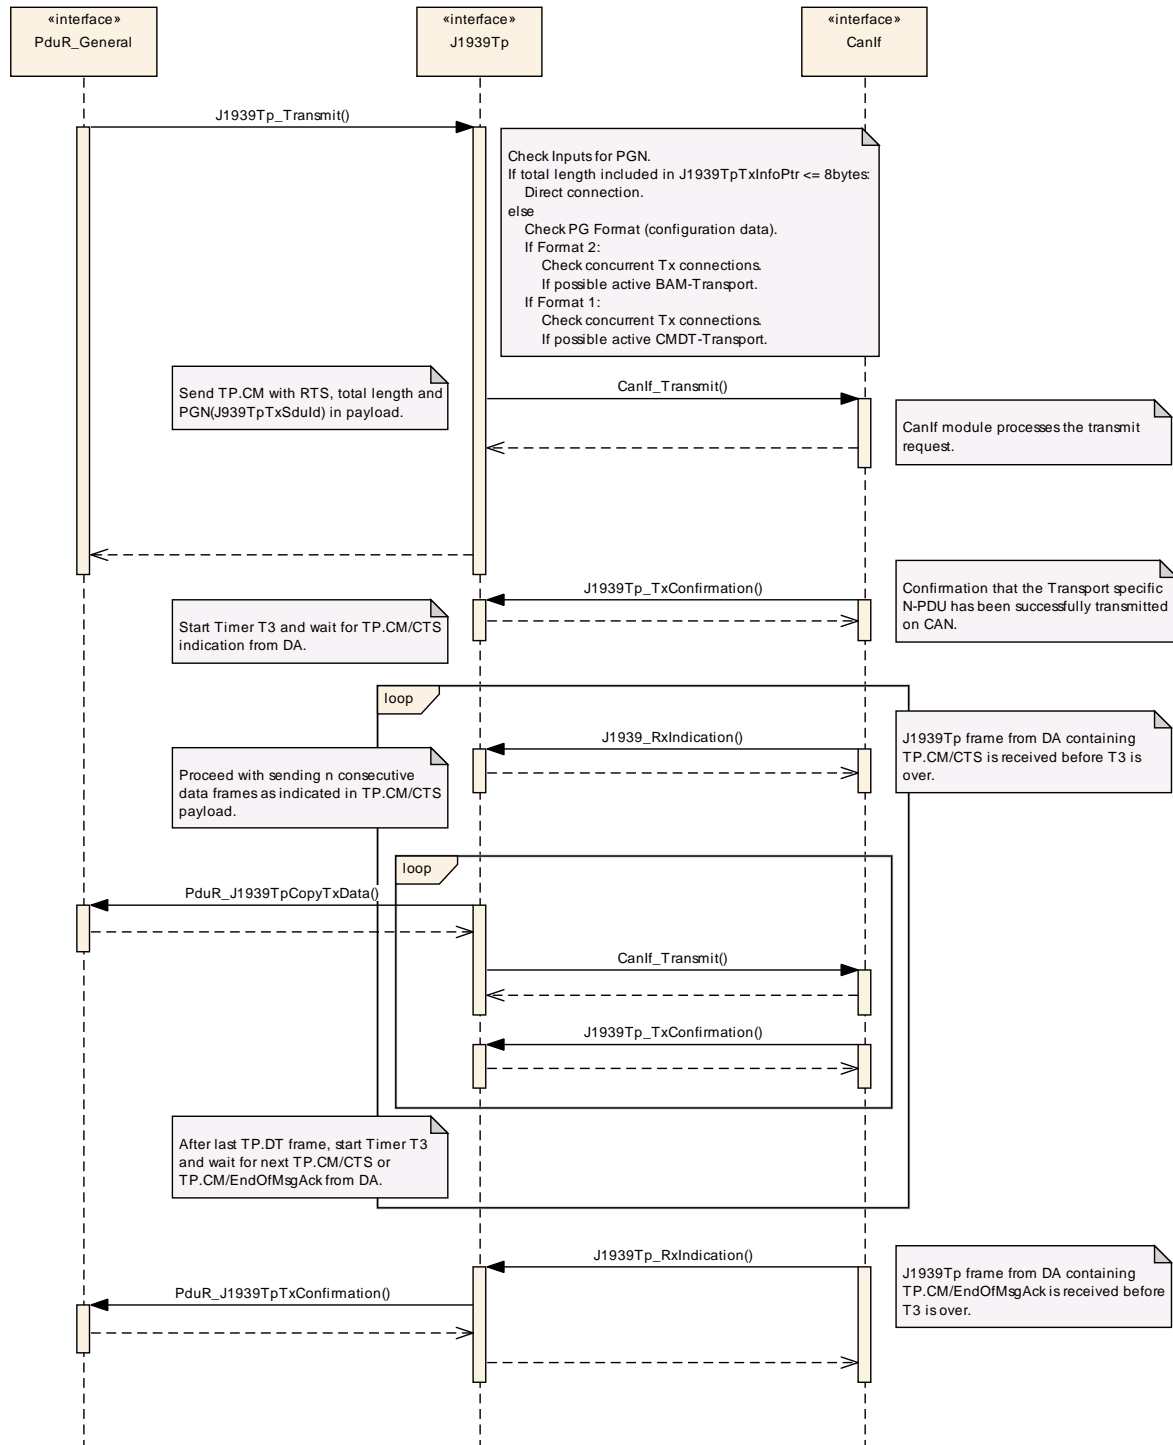 «interface»
PduR_General
«interface»
J1939Tp
«interface»
CanIf
J1939Tp_Transmit()
Check Inputs for PGN.
If total length included in J1939TpTxInfoPtr <= 8bytes:
Direct connection.
else
Check PG Format (configuration data).
If Format 2:
Check concurrent Tx connections.
If possible active BAM-Transport.
If Format 1:
Check concurrent Tx connections.
If possible active CMDT-Transport.
Send TP.CM with RTS, total length and
PGN(J939TpTxSduId) in payload.
CanIf_Transmit()
CanIf module processes the transmit
request.
J1939Tp_TxConfirmation()
Confirmation that the Transport specific
N-PDU has been successfully transmitted
on CAN.
Start Timer T3 and wait for TP.CM/CTS
indication from DA.
loop
J1939_RxIndication()
J1939Tp frame from DA containing
TP.CM/CTS is received before T3 is
over.
Proceed with sending n consecutive
data frames as indicated in TP.CM/CTS
payload.
loop
PduR_J1939TpCopyTxData()
CanIf_Transmit()
J1939Tp_TxConfirmation()
After last TP.DT frame, start Timer T3
and wait for next TP.CM/CTS or
TP.CM/EndOfMsgAck from DA.
J1939Tp_RxIndication()
J1939Tp frame from DA containing
TP.CM/EndOfMsgAck is received before
T3 is over.
PduR_J1939TpTxConfirmation()